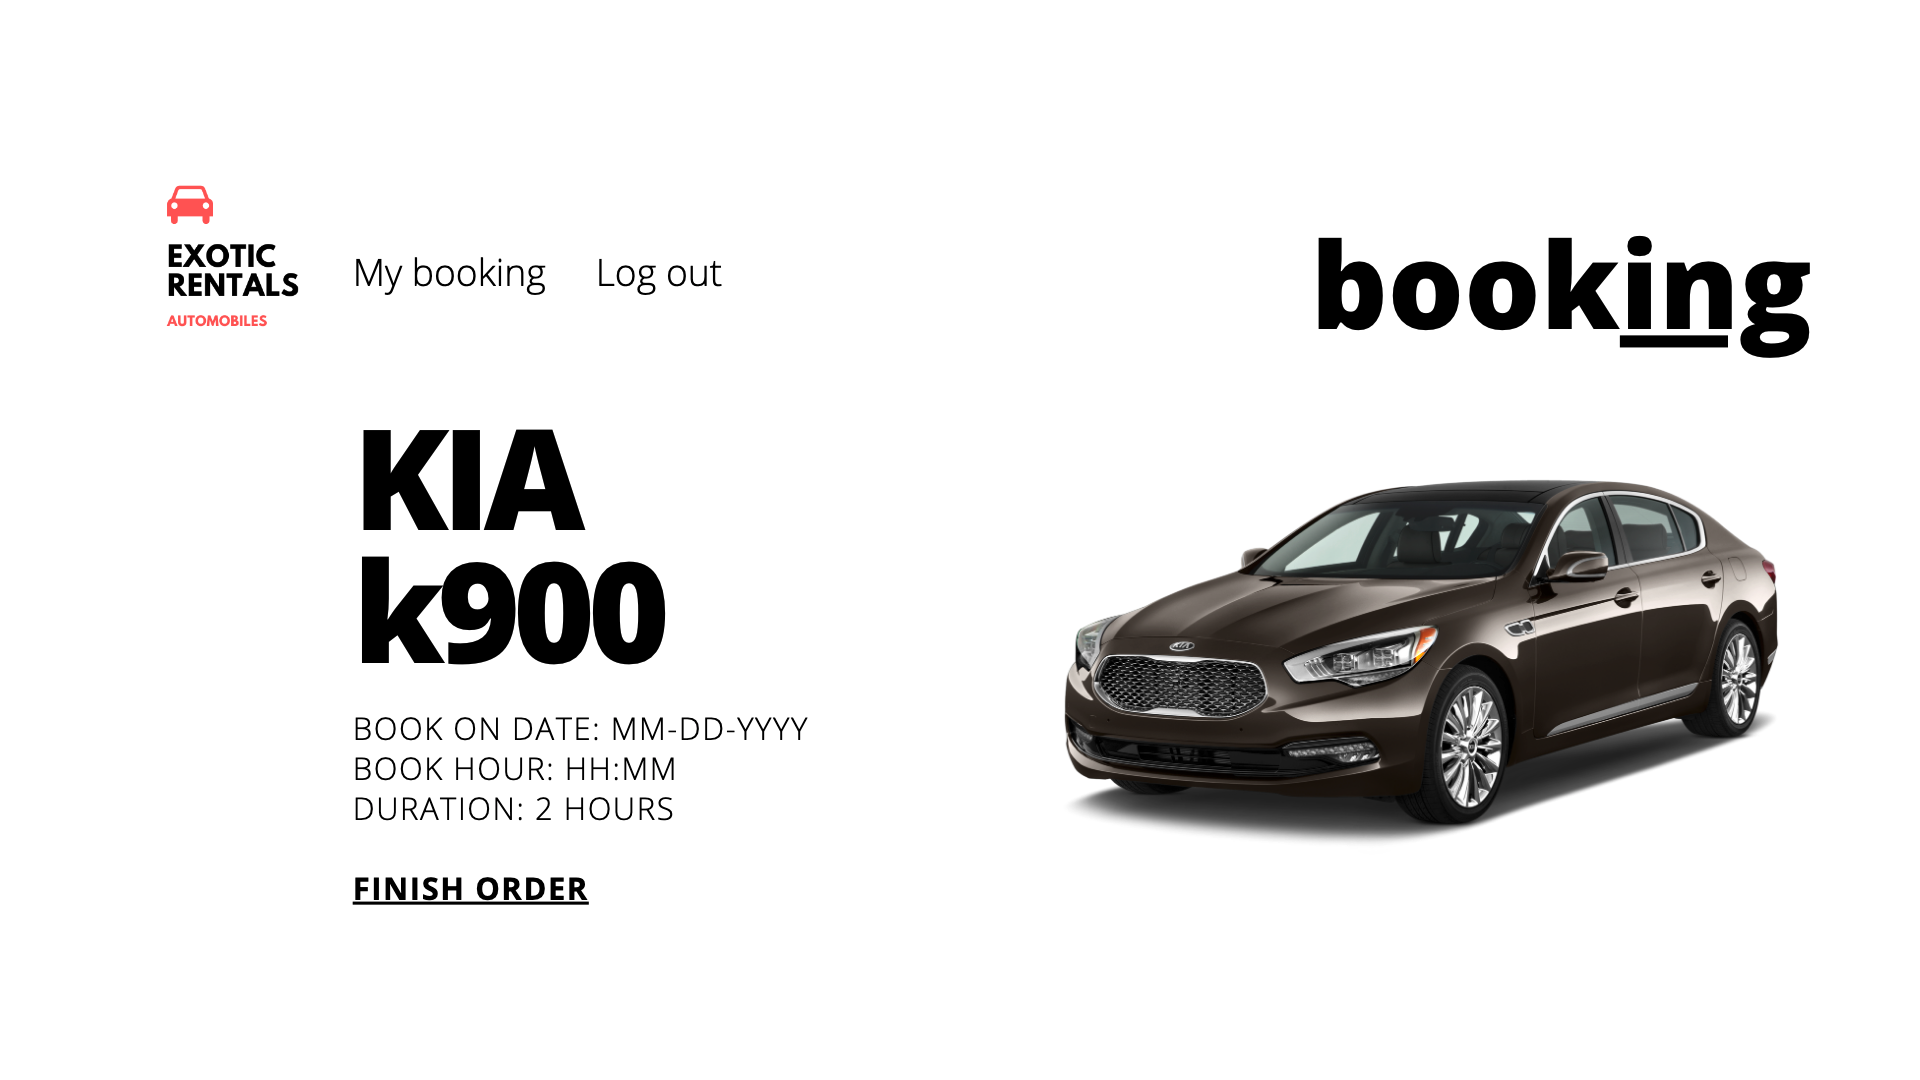 EXOTIC
RENTALS
AUTOMOBILES
My booking
Log out
booking
KIA
k900
BOOK ON DATE: MM-DD-YYYY
BOOK HOUR: HH:MM
DURATION: 2 HOURS
FINISH ORDER
KIA